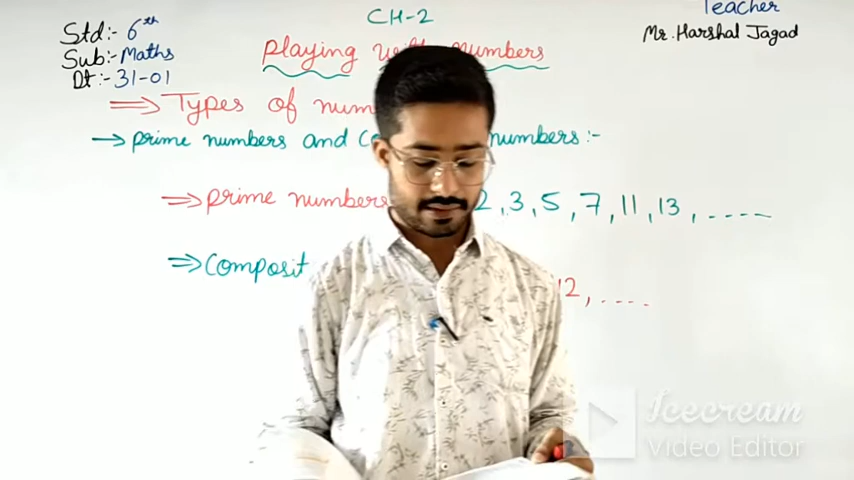 CH-2
Teacher
Std:- 6th
Sub:- Maths
Dt:- 31-01
Mr. Harshal Jagad
Playing numbers
⇒ Types of
→ prime numbers and numbers:-
⇒ prime numbers 2, 3, 5, 7, 11, 13, -----
⇒ 12, ----
Icecream
Video Editor